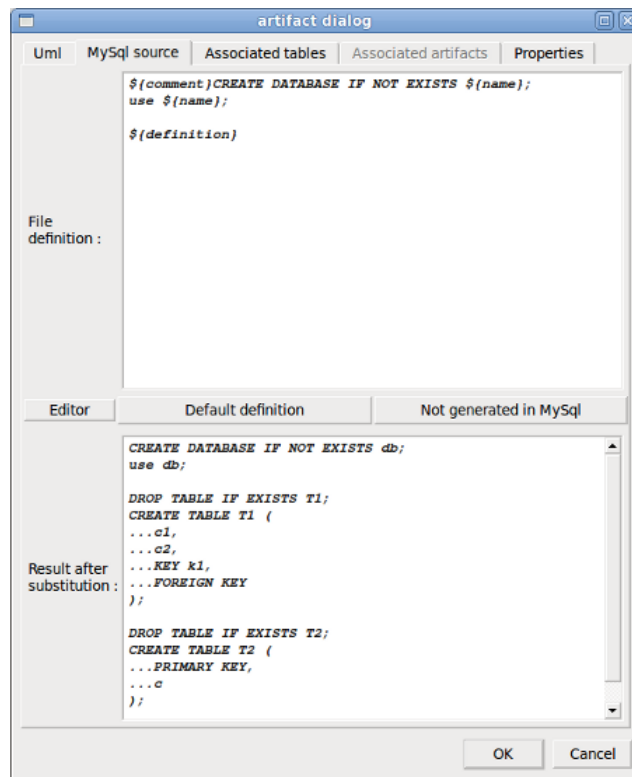 artifact dialog
Uml MySql source Associated tables Associated artifacts Properties
${comment}CREATE DATABASE IF NOT EXISTS ${name};
use ${name};
${definition}
File
definition :
Editor Default definition Not generated in MySql
CREATE DATABASE IF NOT EXISTS db;
use db;
DROP TABLE IF EXISTS T1;
CREATE TABLE T1 (
...c1,
...c2,
...KEY k1,
...FOREIGN KEY
);
DROP TABLE IF EXISTS T2;
CREATE TABLE T2 (
...PRIMARY KEY,
...c
);
Result after
substitution :
OK Cancel